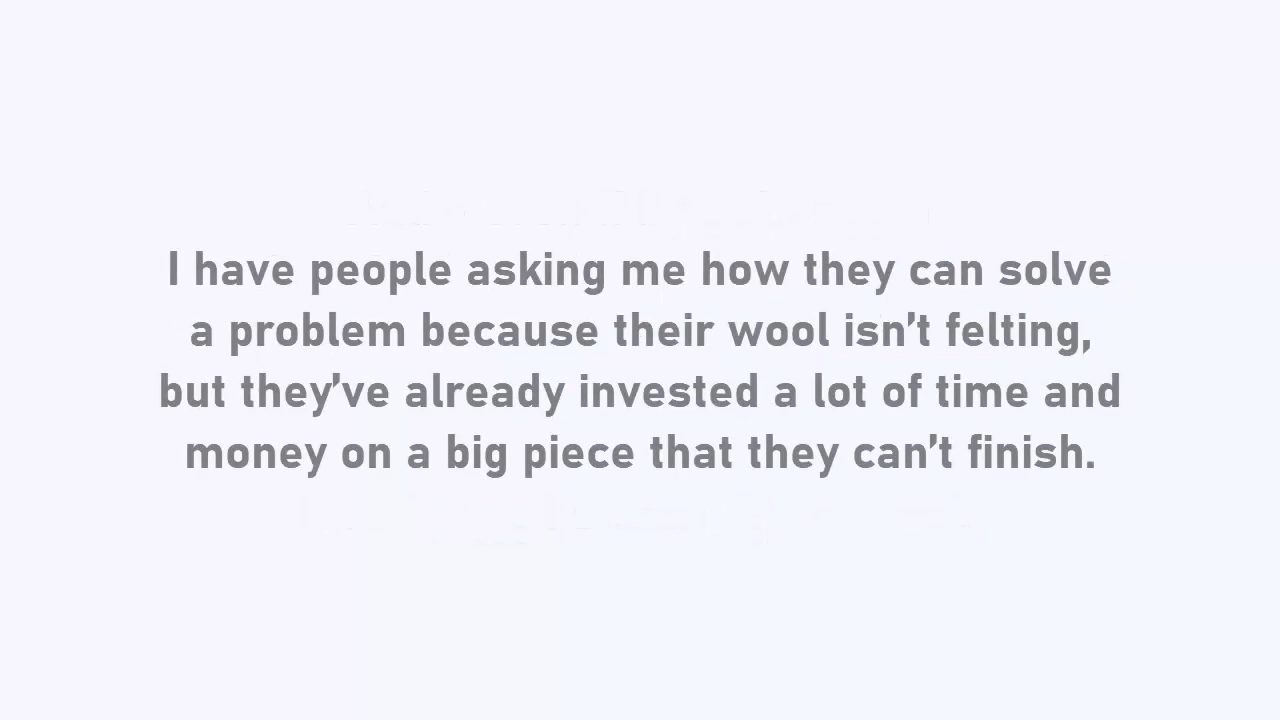 I have people asking me how they can solve
a problem because their wool isn’t felting,
but they’ve already invested a lot of time and
money on a big piece that they can’t finish.